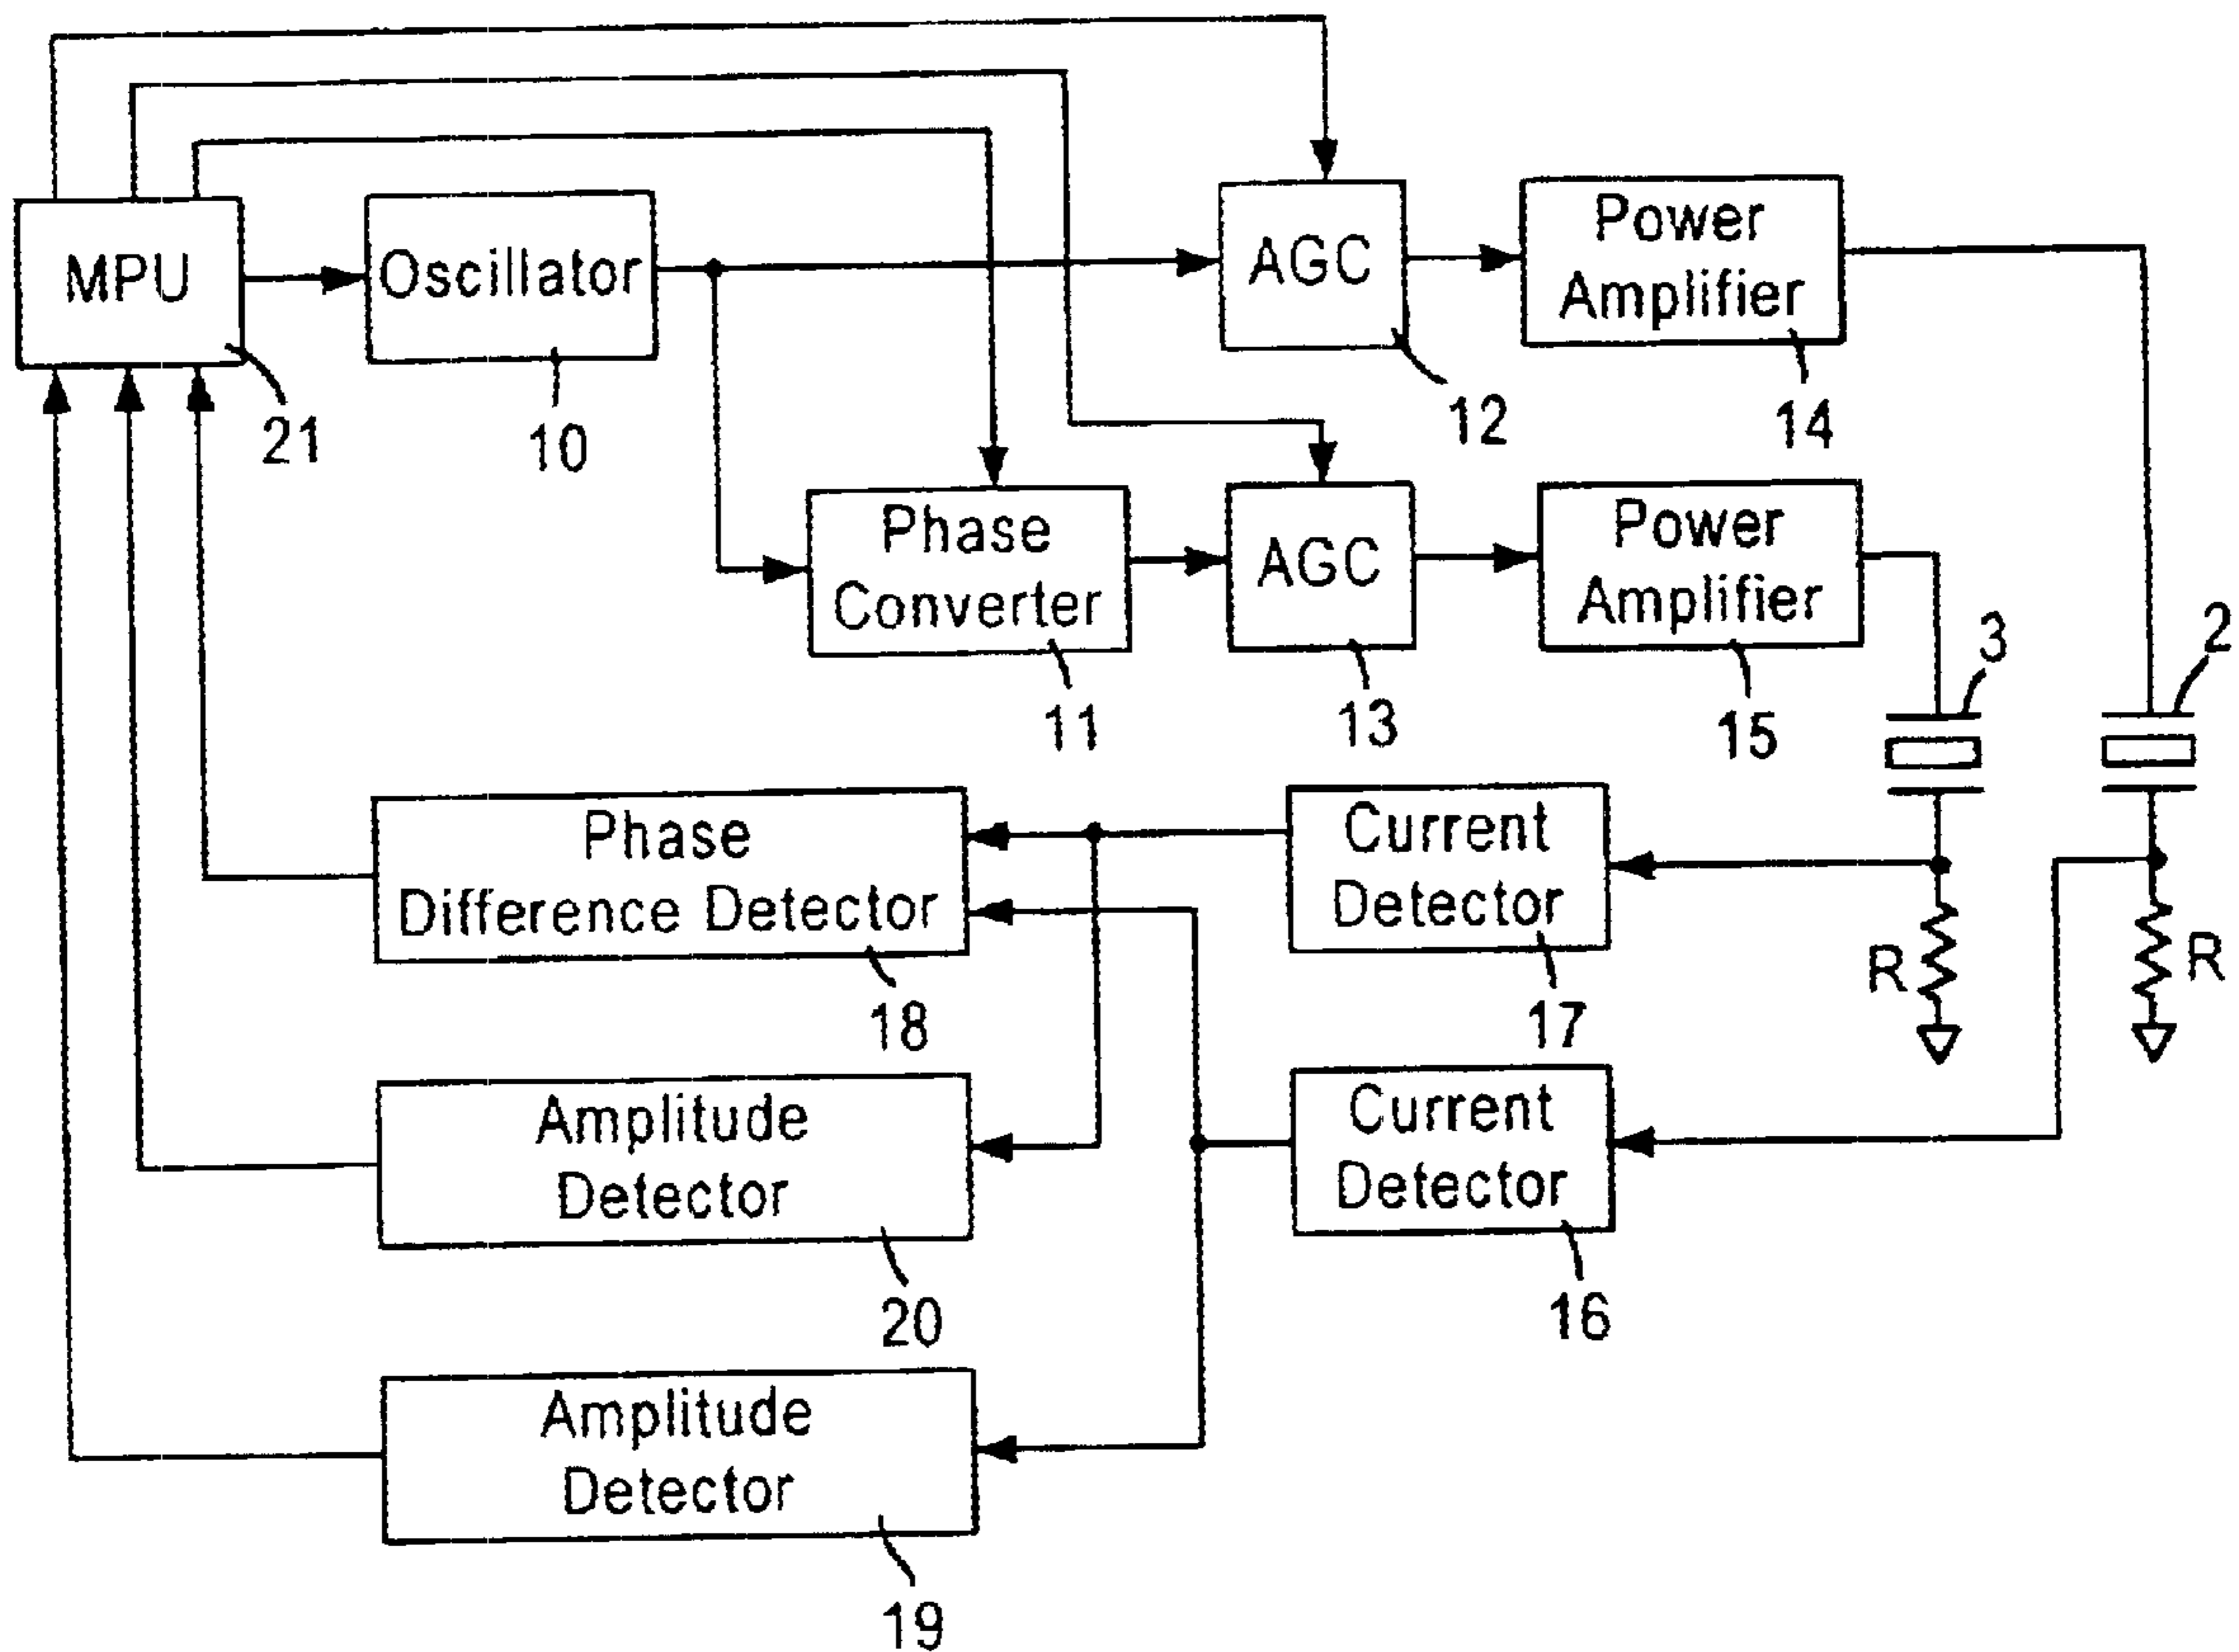 MPU
21
Oscillator
10
AGC
12
Power
Amplifier
14
Phase
Converter
11
AGC
13
Power
Amplifier
15
3
2
Phase
Difference Detector
18
Current
Detector
17
R
R
Amplitude
Detector
20
Current
Detector
16
Amplitude
Detector
19